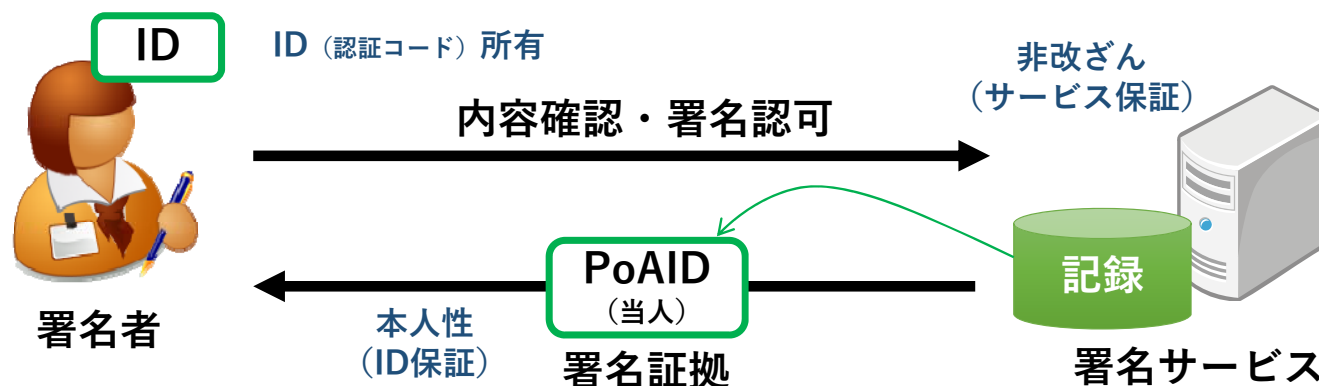 ID
ID（認証コード）所有
非改ざん
（サービス保証）
内容確認・署名認可
PoAID
（当人）
記録
署名者
本人性
（ID保証）
署名証拠
署名サービス